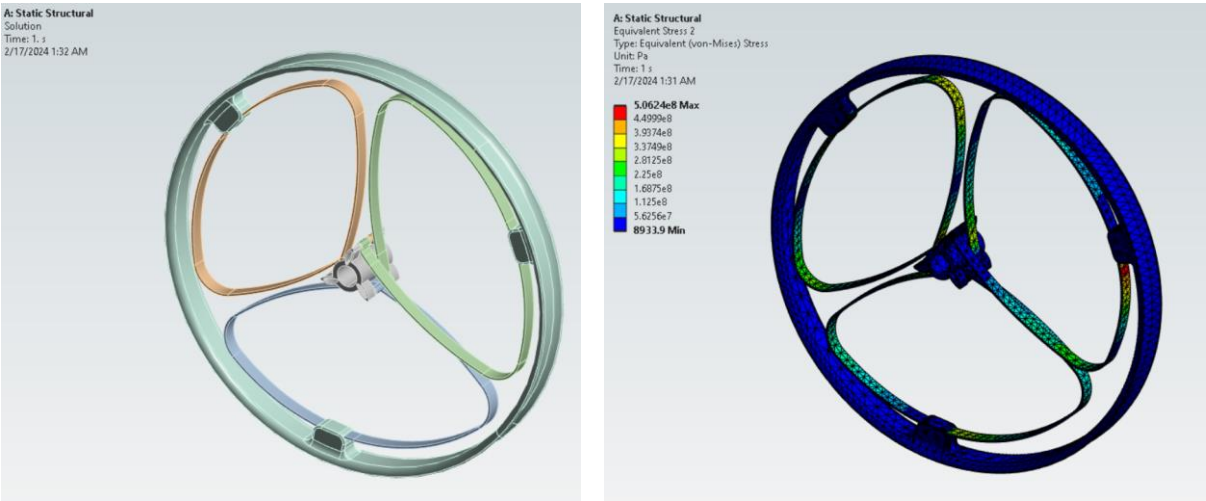 A: Static Structural
Solution
Time: 1. s
2/17/2024 1:32 AM
A: Static Structural
Equivalent Stress 2
Type: Equivalent (von-Mises) Stress
Unit: Pa
Time: 1 s
2/17/2024 1:31 AM
5.0624e8 Max
4.4999e8
3.9374e8
3.3749e8
2.8125e8
2.25e8
1.6875e8
1.125e8
5.6256e7
8933.9 Min